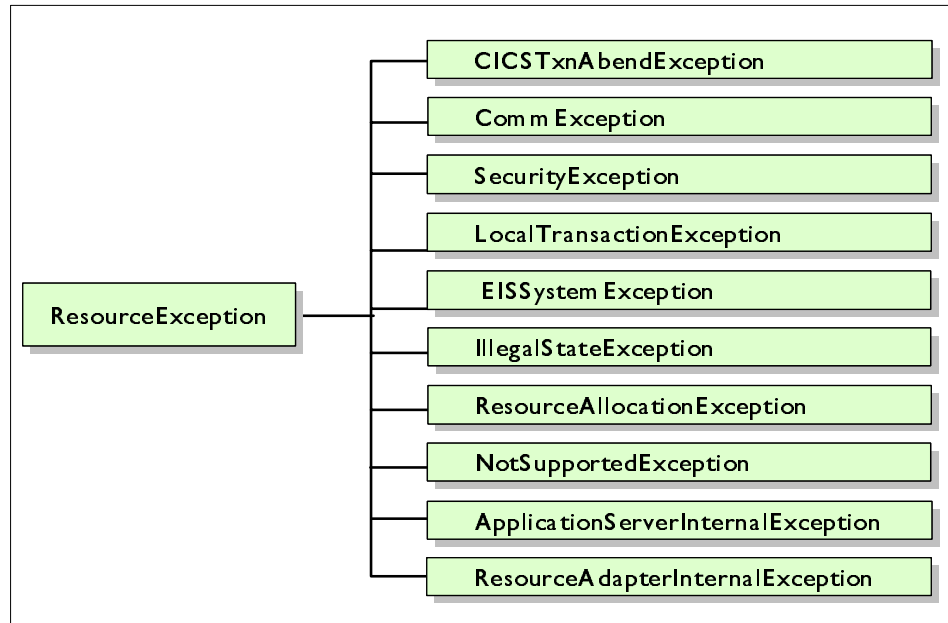 CICSTxnAbendException
CommException
SecurityException
LocalTransactionException
EISSystemException
ResourceException
IllegalStateException
ResourceAllocationException
NotSupportedException
ApplicationServerInternalException
ResourceAdapterInternalException